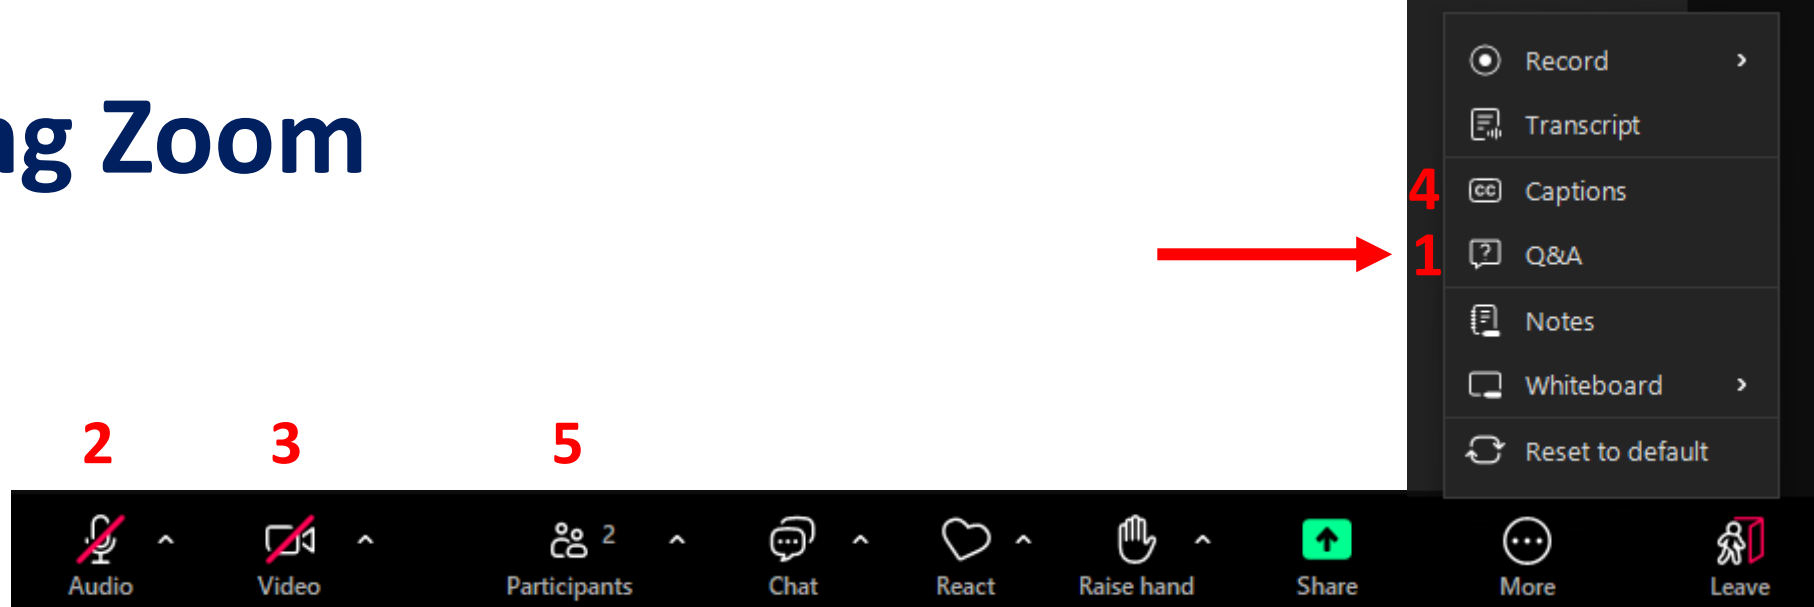 ng Zoom
Record
Transcript
4 CC Captions
1 ? Q&A
Notes
Whiteboard
Reset to default
2 3 5
2
Audio Video Participants Chat React Raise hand Share More Leave